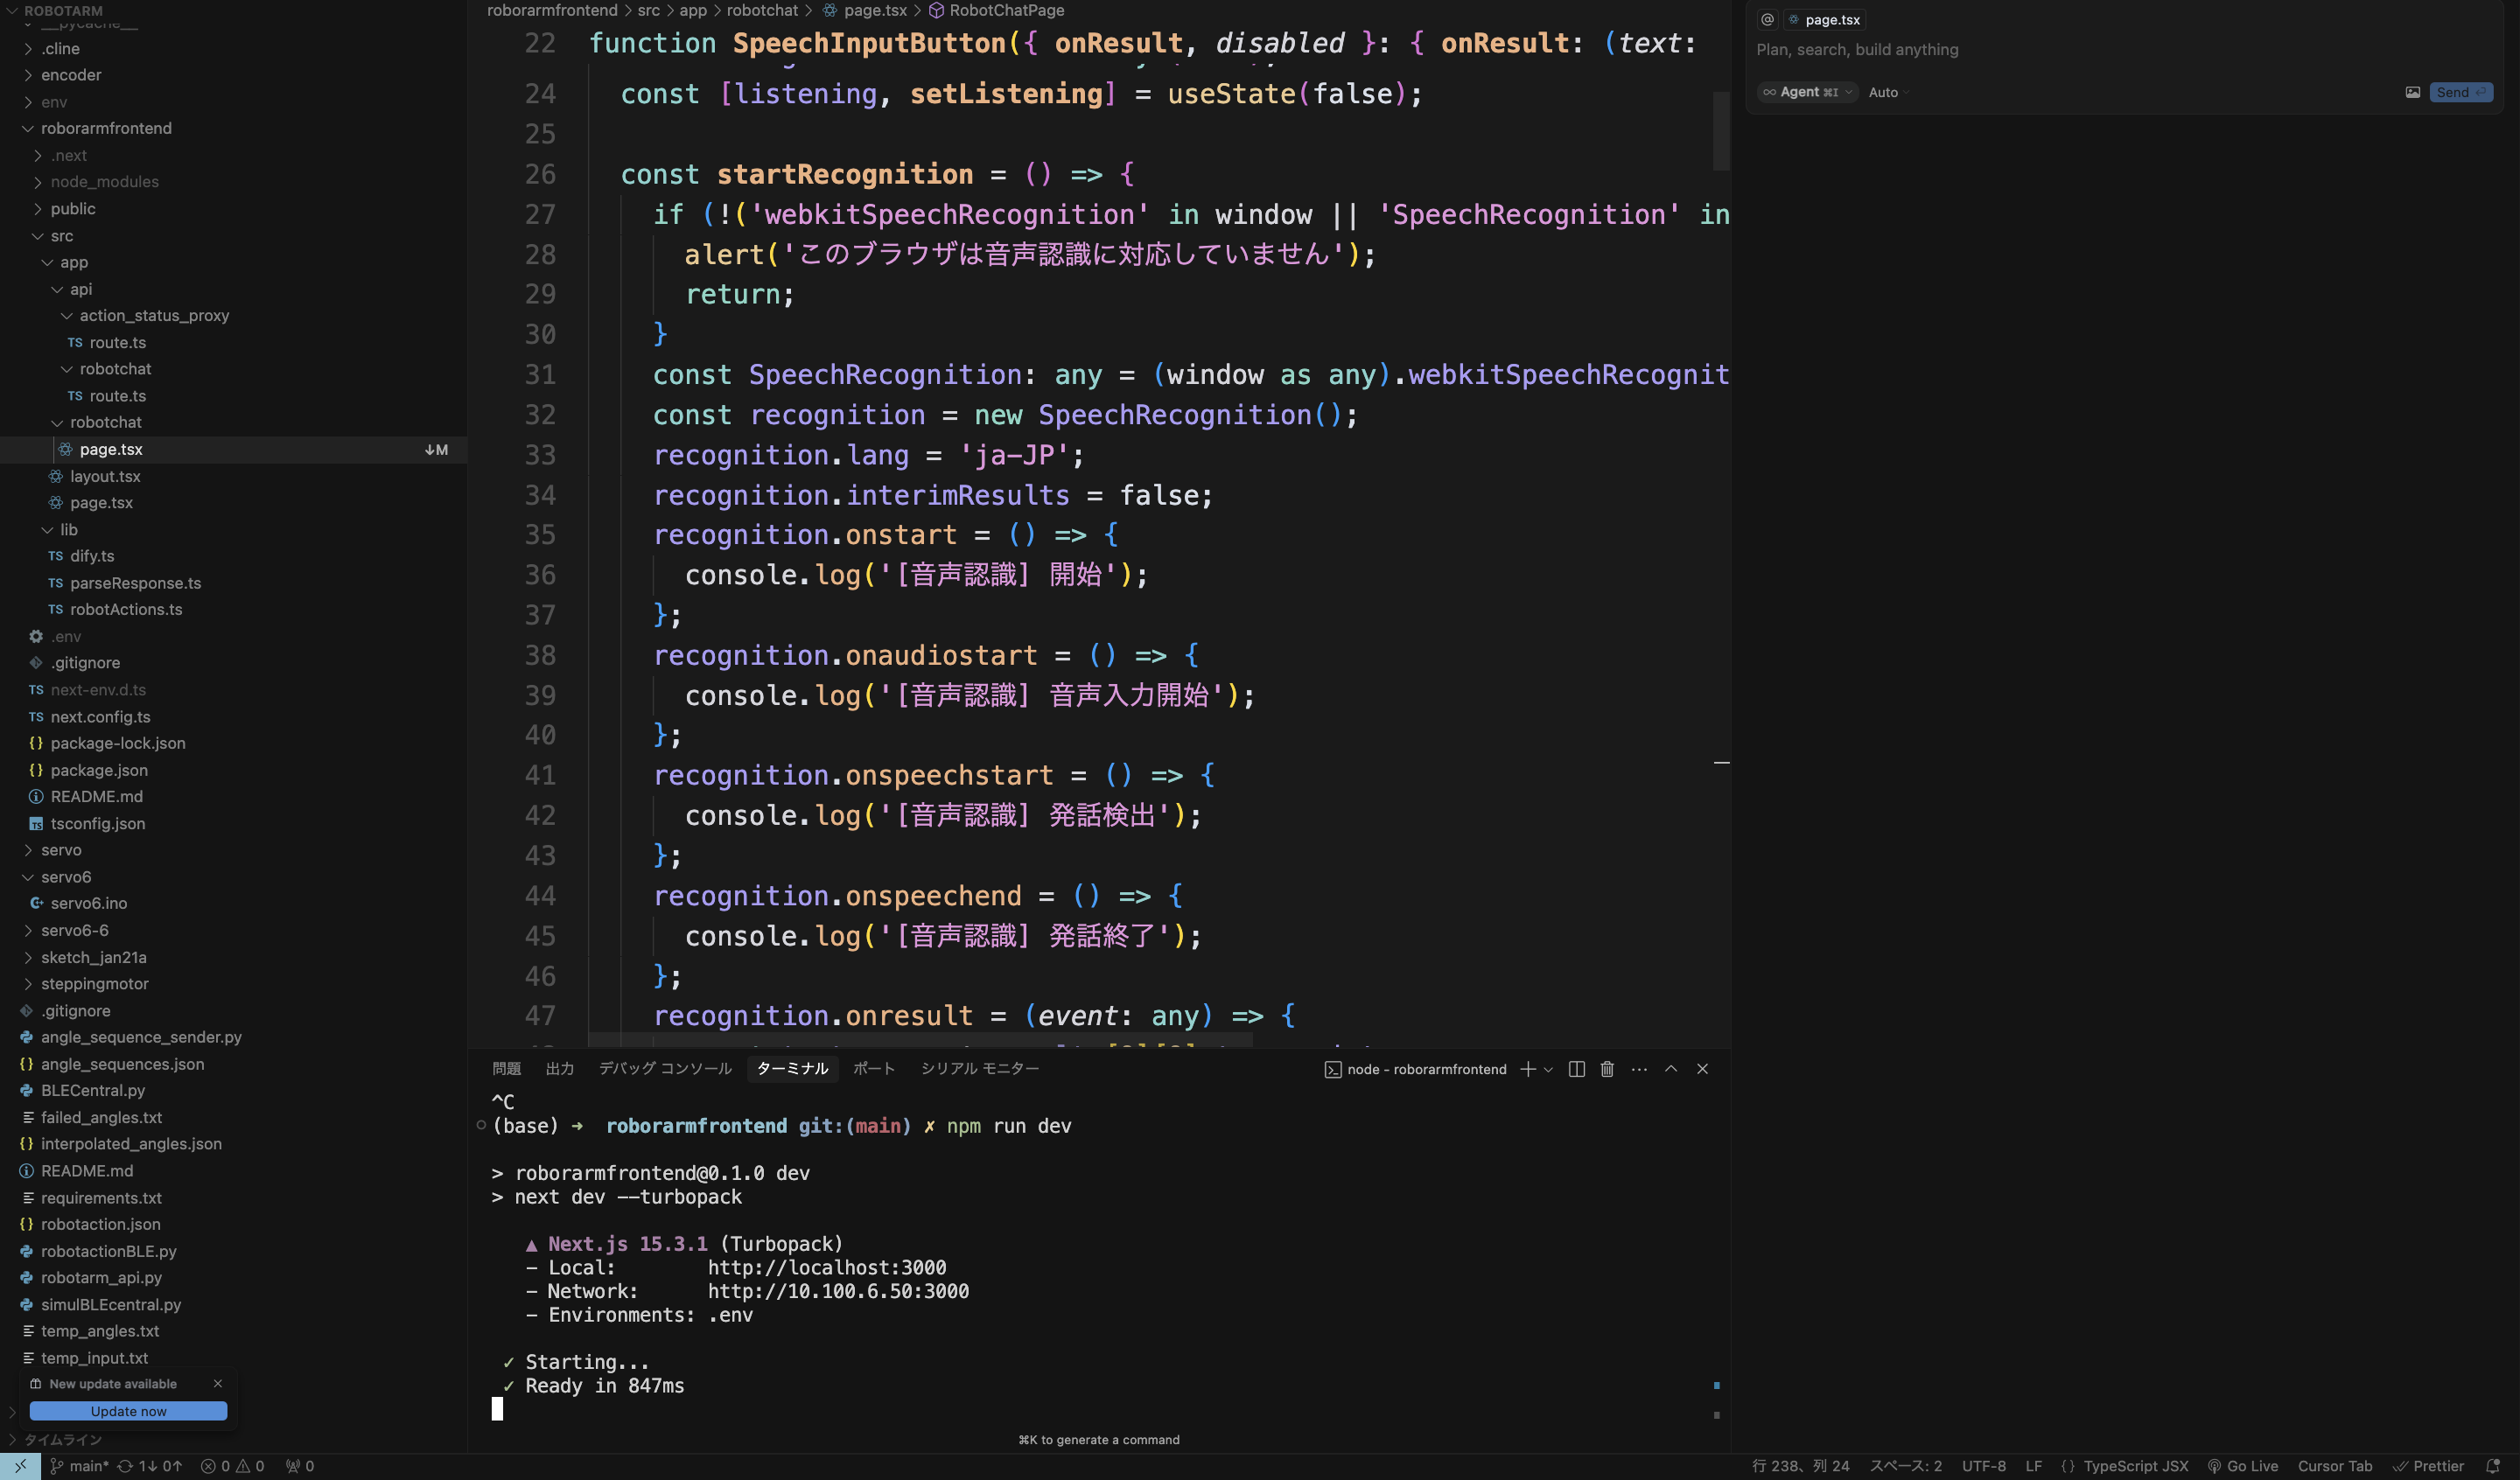 ROBOTARM
__pycache__
.cline
encoder
env
roborarmfrontend
.next
node_modules
public
src
app
api
action_status_proxy
TS route.ts
robotchat
TS route.ts
robotchat
page.tsx ↓M
layout.tsx
page.tsx
lib
TS dify.ts
TS parseResponse.ts
TS robotActions.ts
.env
.gitignore
TS next-env.d.ts
TS next.config.ts
{} package-lock.json
{} package.json
README.md
tsconfig.json
servo
servo6
servo6.ino
servo6-6
sketch_jan21a
steppingmotor
.gitignore
angle_sequence_sender.py
{} angle_sequences.json
BLECentral.py
failed_angles.txt
{} interpolated_angles.json
README.md
requirements.txt
{} robotaction.json
robotactionBLE.py
robotarm_api.py
simulBLEcentral.py
temp_angles.txt
temp_input.txt
New update available
Update now
タイムライン
roborarmfrontend > src > app > robotchat > page.tsx > RobotChatPage
22 function SpeechInputButton({ onResult, disabled }: { onResult: (text:
24 const [listening, setListening] = useState(false);
25
26 const startRecognition = () => {
27 if (!('webkitSpeechRecognition' in window || 'SpeechRecognition' in
28 alert('このブラウザは音声認識に対応していません');
29 return;
30 }
31 const SpeechRecognition: any = (window as any).webkitSpeechRecognit
32 const recognition = new SpeechRecognition();
33 recognition.lang = 'ja-JP';
34 recognition.interimResults = false;
35 recognition.onstart = () => {
36 console.log('[音声認識] 開始');
37 };
38 recognition.onaudiostart = () => {
39 console.log('[音声認識] 音声入力開始');
40 };
41 recognition.onspeechstart = () => {
42 console.log('[音声認識] 発話検出');
43 };
44 recognition.onspeechend = () => {
45 console.log('[音声認識] 発話終了');
46 };
47 recognition.onresult = (event: any) => {
問題 出力 デバッグ コンソール ターミナル ポート シリアル モニター
node - roborarmfrontend
^C
(base) ➜ roborarmfrontend git:(main) ✗ npm run dev
> roborarmfrontend@0.1.0 dev
> next dev --turbopack
▲ Next.js 15.3.1 (Turbopack)
- Local: http://localhost:3000
- Network: http://10.100.6.50:3000
- Environments: .env
✓ Starting...
✓ Ready in 847ms
⌘K to generate a command
@ page.tsx
Plan, search, build anything
∞ Agent ⌘I Auto
Send
main* 1↓ 0↑ 0 0 0
行 238、列 24 スペース: 2 UTF-8 LF {} TypeScript JSX Go Live Cursor Tab Prettier